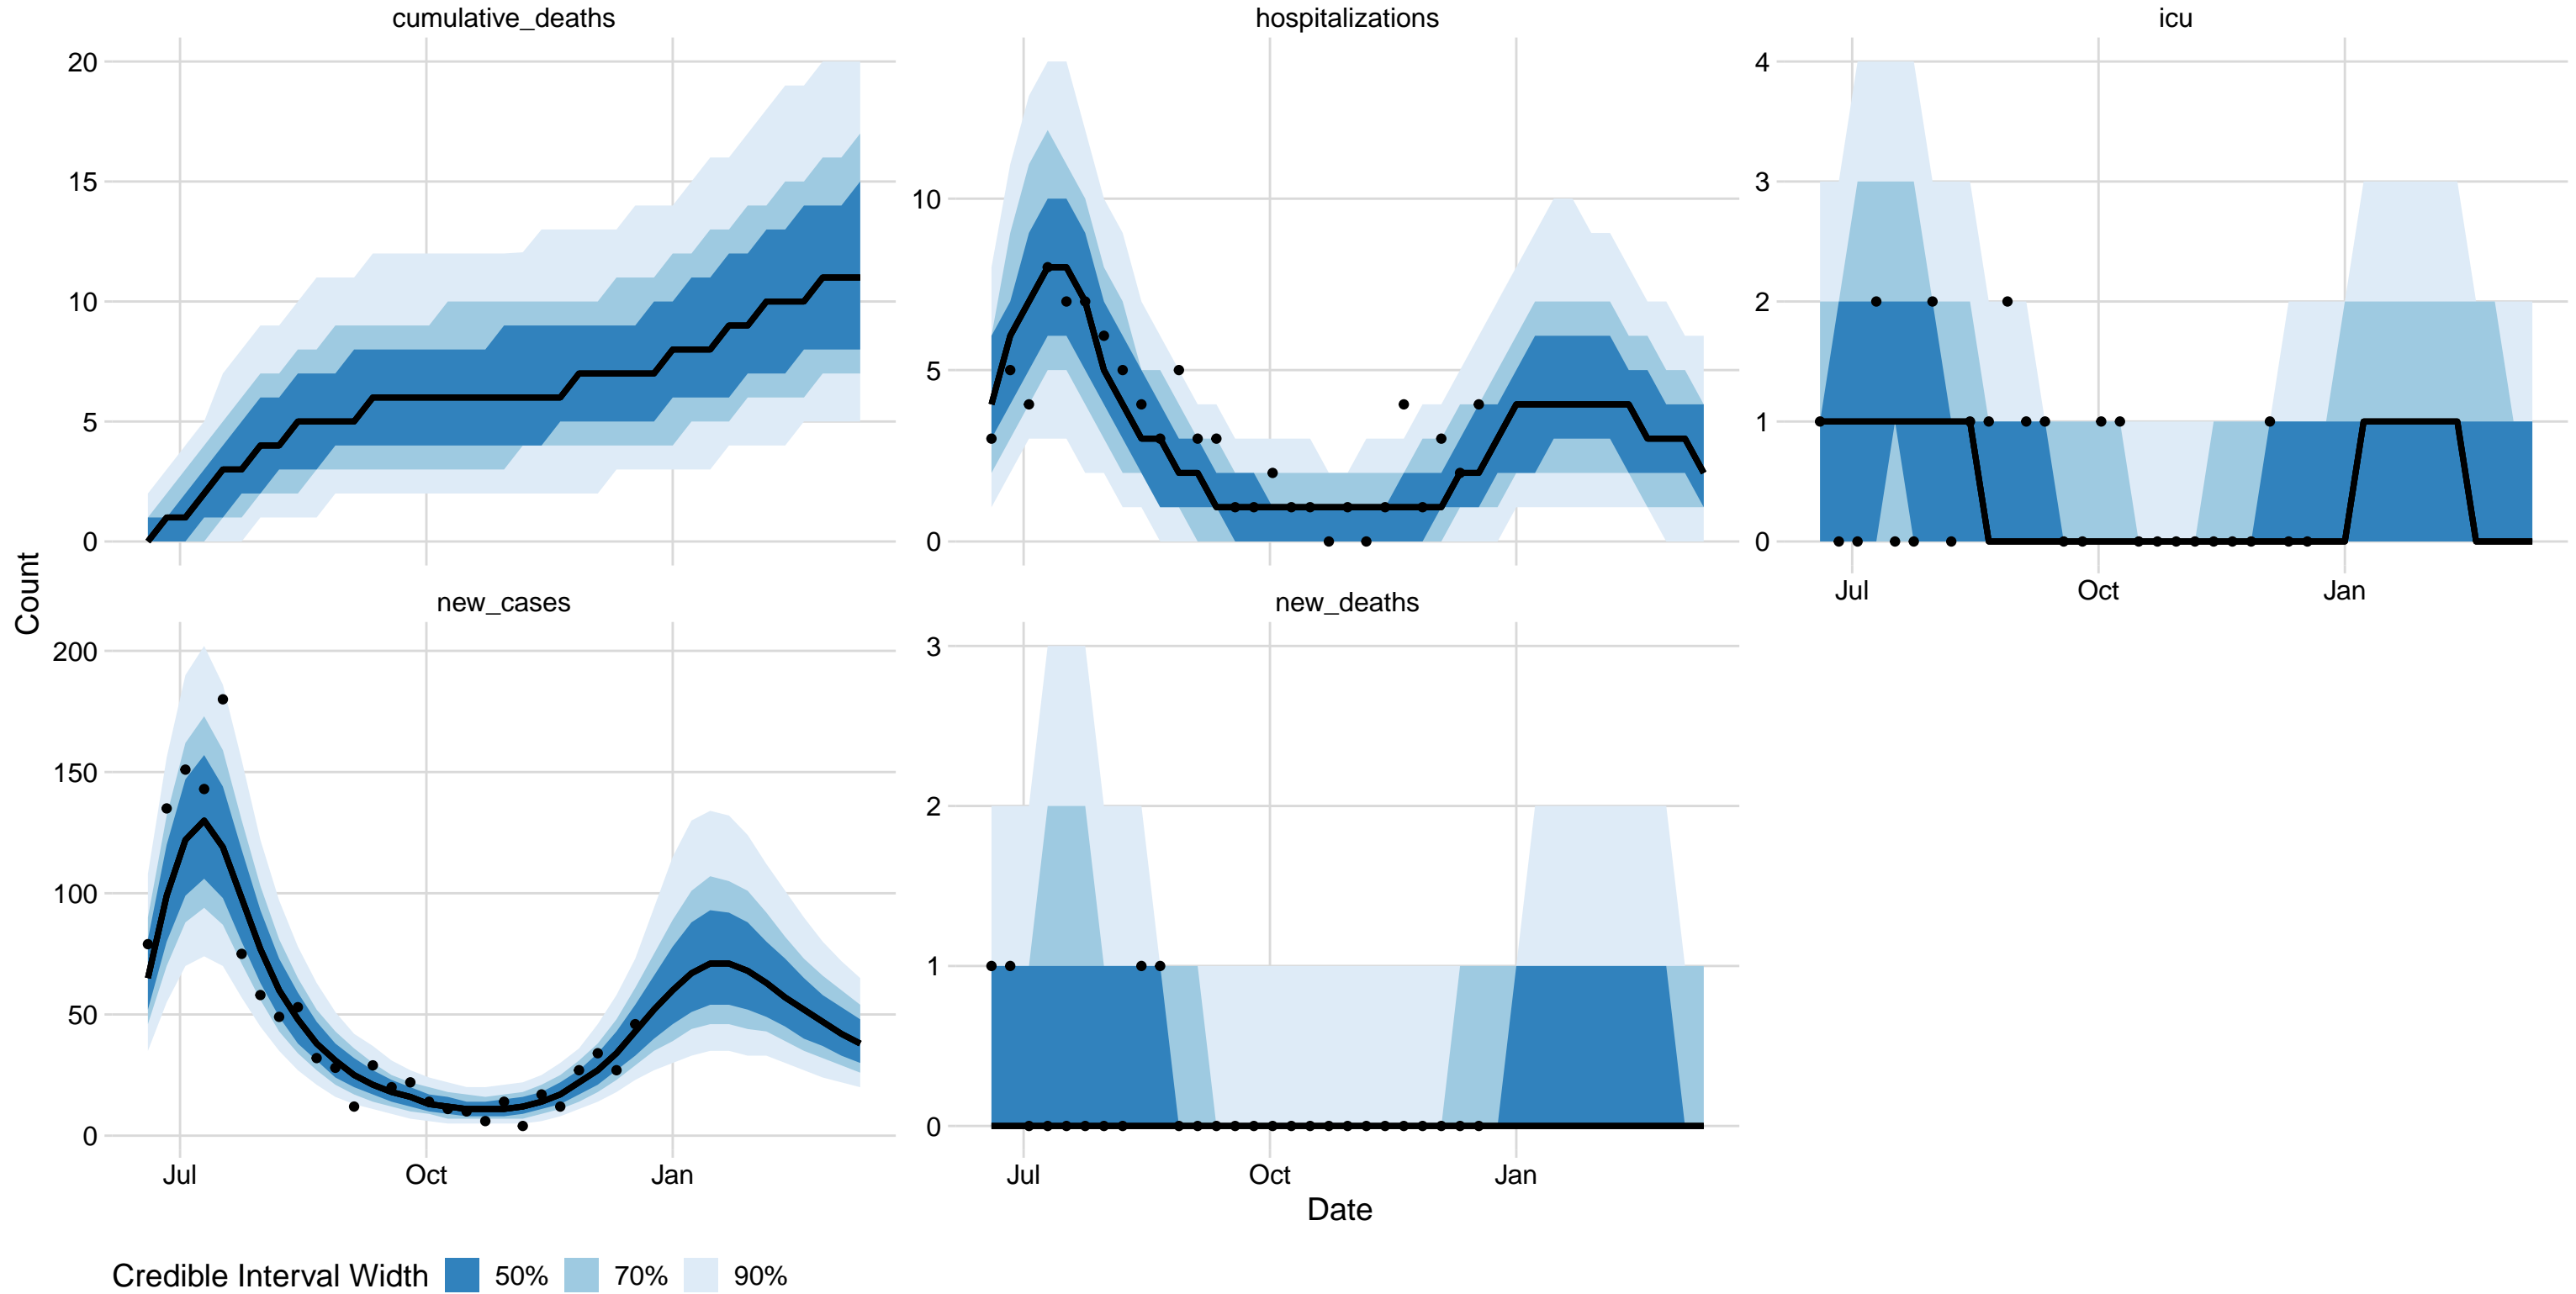 cumulative_deaths
hospitalizations
icu
20
15
10
5
0
10
5
0
4
3
2
1
0
Jul Oct Jan
Count
new_cases
new_deaths
200
150
100
50
0
Jul Oct Jan
3
2
1
0
Jul Oct Jan
Date
Credible Interval Width 50% 70% 90%